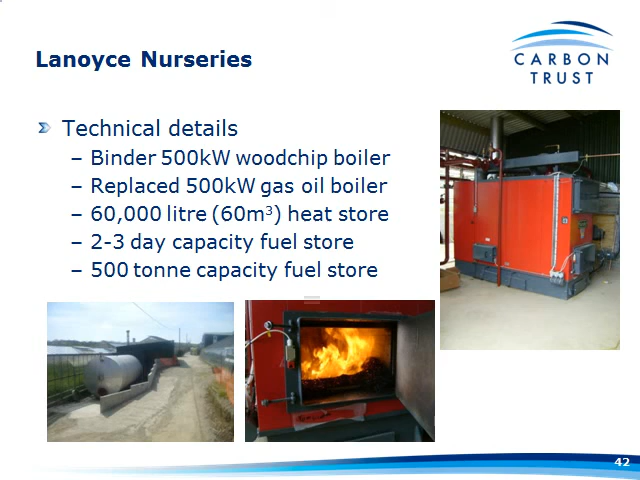 Lanoyce Nurseries
CARBON
TRUST
Technical details
– Binder 500kW woodchip boiler
– Replaced 500kW gas oil boiler
– 60,000 litre (60m³) heat store
– 2-3 day capacity fuel store
– 500 tonne capacity fuel store
42